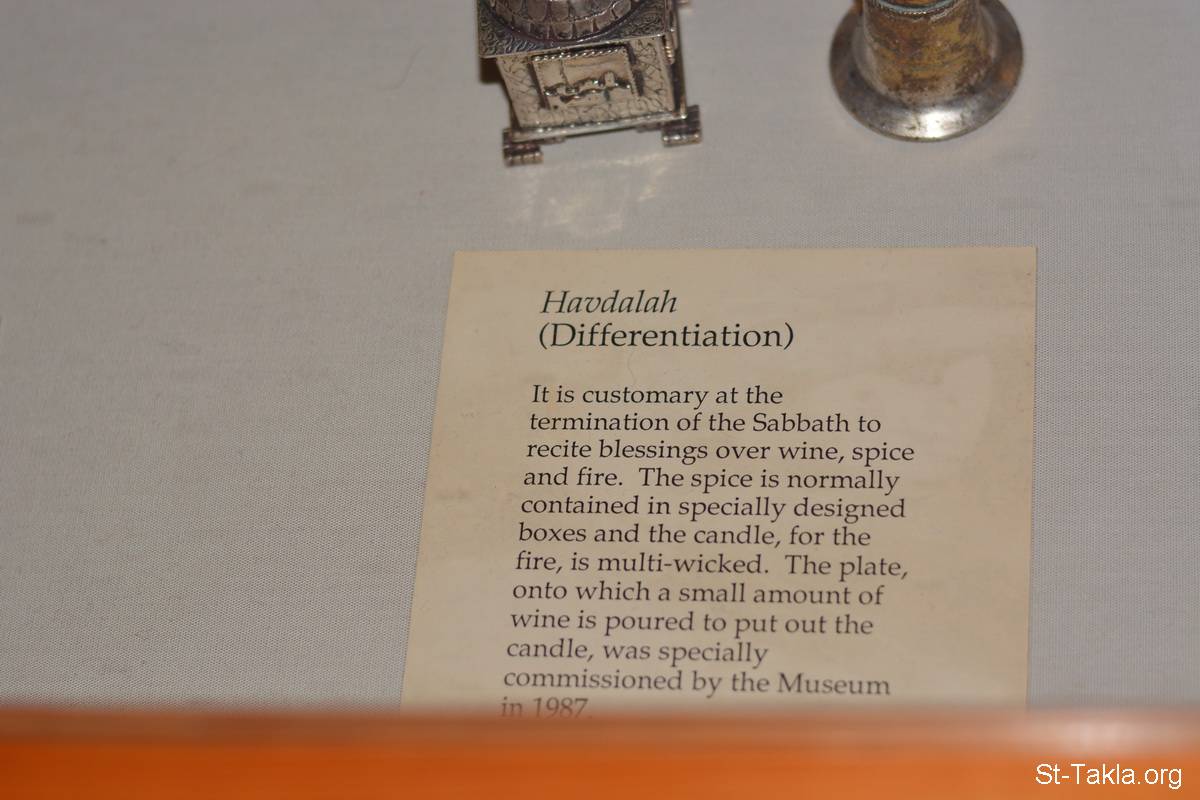 Havdalah
(Differentiation)
It is customary at the
termination of the Sabbath to
recite blessings over wine, spice
and fire. The spice is normally
contained in specially designed
boxes and the candle, for the
fire, is multi-wicked. The plate,
onto which a small amount of
wine is poured to put out the
candle, was specially
commissioned by the Museum
in 1987.
St-Takla.org